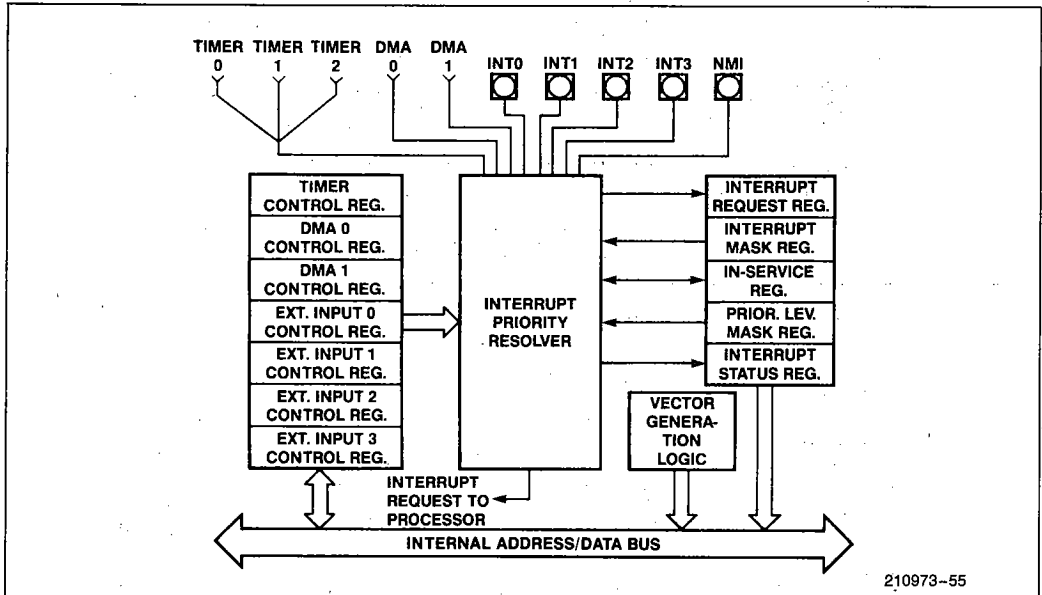 TIMER TIMER TIMER DMA DMA
0 1 2 0 1
INT0 INT1 INT2 INT3 NMI
TIMER
CONTROL REG.
DMA 0
CONTROL REG.
DMA 1
CONTROL REG.
EXT. INPUT 0
CONTROL REG.
EXT. INPUT 1
CONTROL REG.
EXT. INPUT 2
CONTROL REG.
EXT. INPUT 3
CONTROL REG.
INTERRUPT
PRIORITY
RESOLVER
INTERRUPT
REQUEST REG.
INTERRUPT
MASK REG.
IN-SERVICE
REG.
PRIOR. LEV.
MASK REG.
INTERRUPT
STATUS REG.
VECTOR
GENERA-
TION
LOGIC
INTERRUPT
REQUEST TO
PROCESSOR
INTERNAL ADDRESS/DATA BUS
210973-55